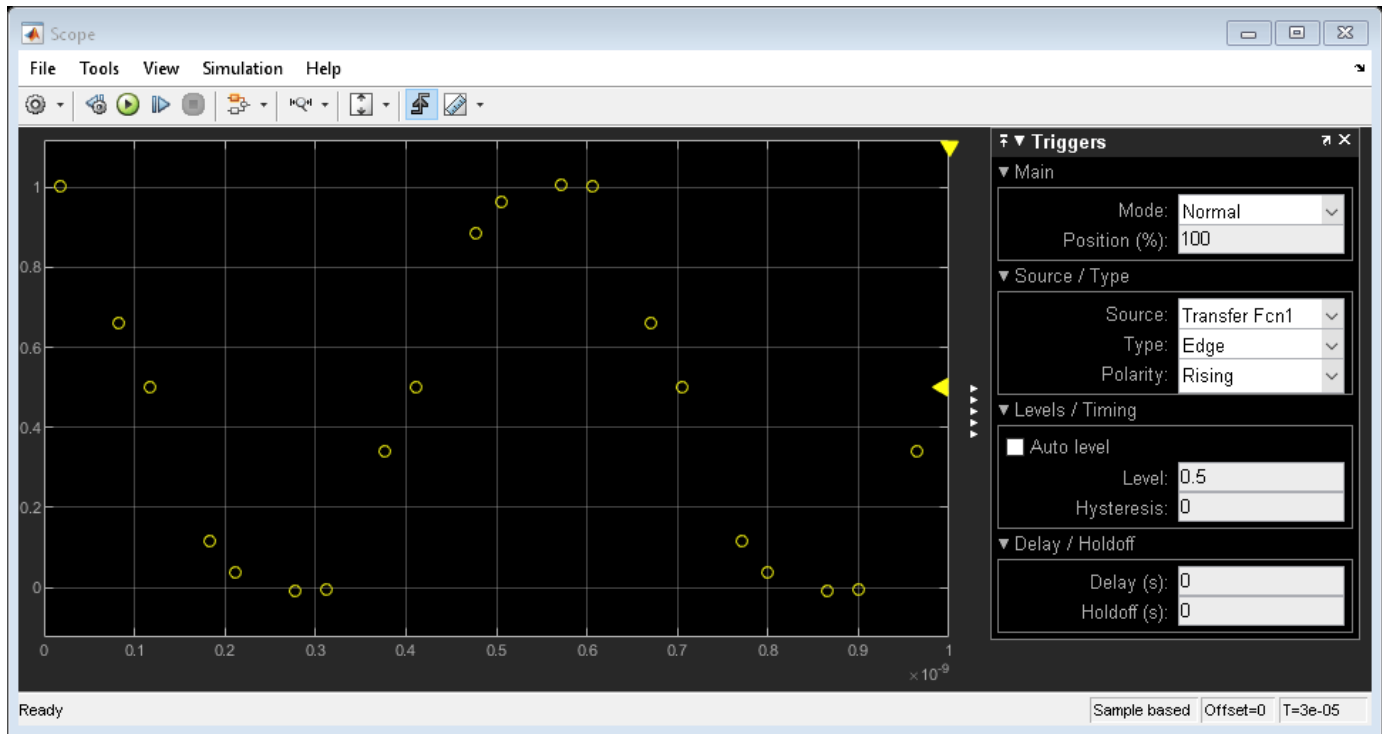 Scope
File Tools View Simulation Help
1
0.8
0.6
0.4
0.2
0
0 0.1 0.2 0.3 0.4 0.5 0.6 0.7 0.8 0.9 1
×10-9
Triggers
Main
Mode: Normal
Position (%): 100
Source / Type
Source: Transfer Fcn1
Type: Edge
Polarity: Rising
Levels / Timing
Auto level
Level: 0.5
Hysteresis: 0
Delay / Holdoff
Delay (s): 0
Holdoff (s): 0
Ready Sample based Offset=0 T=3e-05